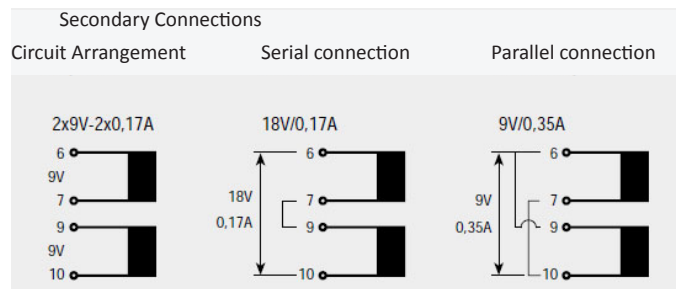 Secondary Connections
Circuit Arrangement Serial connection Parallel connection
2x9V-2x0,17A 18V/0,17A 9V/0,35A
6 6 6
9V
7 18V 7 9V 7
9 0,17A 9 0,35A 9
9V
10 10 10